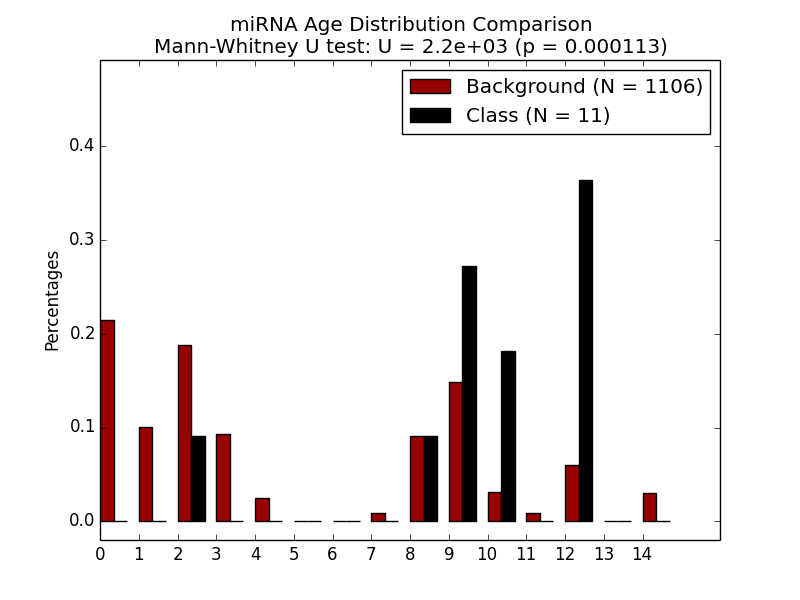 miRNA Age Distribution Comparison
Mann-Whitney U test: U = 2.2e+03 (p = 0.000113)
Background (N = 1106)
Class (N = 11)
Percentages
0.4
0.3
0.2
0.1
0.0
0 1 2 3 4 5 6 7 8 9 10 11 12 13 14